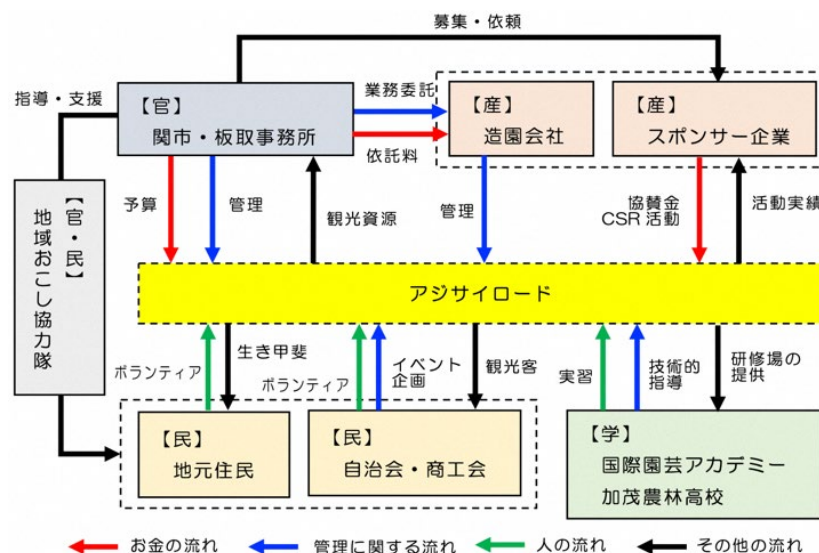 募集・依頼
指導・支援
【官】
関市・板取事務所
業務委託
依託料
【産】
造園会社
【産】
スポンサー企業
予算
管理
観光資源
管理
協賛金
CSR 活動
活動実績
【官・民】
地域おこし協力隊
アジサイロード
ボランティア
生き甲斐
ボランティア
イベント
企画
観光客
実習
技術的
指導
研修場の
提供
【民】
地元住民
【民】
自治会・商工会
【学】
国際園芸アカデミー
加茂農林高校
お金の流れ
管理に関する流れ
人の流れ
その他の流れ